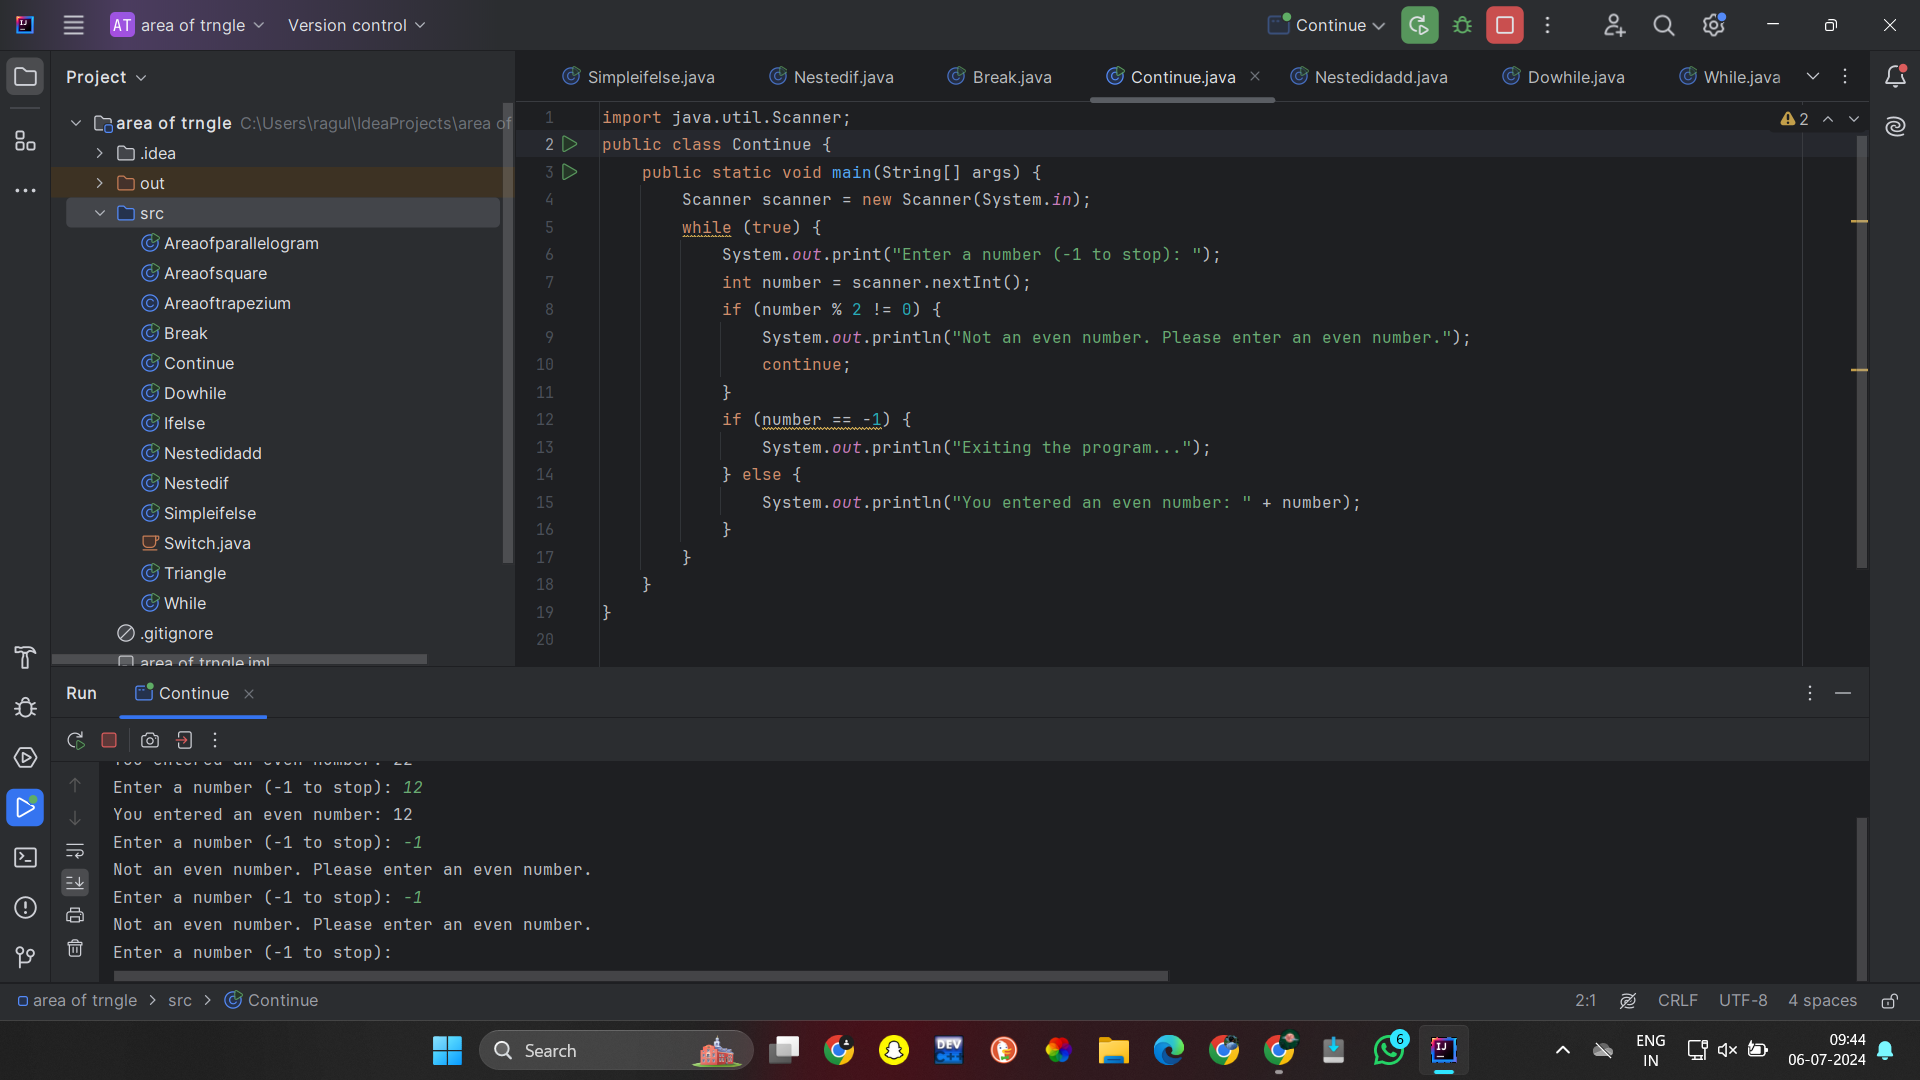 AT area of trngle Version control Continue
Project
Simpleifelse.java Nestedif.java Break.java Continue.java Nestedidadd.java Dowhile.java While.java
area of trngle C:\Users\ragul\IdeaProjects\area of
.idea
out
src
Areaofparallelogram
Areaofsquare
Areaoftrapezium
Break
Continue
Dowhile
Ifelse
Nestedidadd
Nestedif
Simpleifelse
Switch.java
Triangle
While
.gitignore
area of trngle.iml
2
1 import java.util.Scanner;
2 public class Continue {
3 public static void main(String[] args) {
4 Scanner scanner = new Scanner(System.in);
5 while (true) {
6 System.out.print("Enter a number (-1 to stop): ");
7 int number = scanner.nextInt();
8 if (number % 2 != 0) {
9 System.out.println("Not an even number. Please enter an even number.");
10 continue;
11 }
12 if (number == -1) {
13 System.out.println("Exiting the program...");
14 } else {
15 System.out.println("You entered an even number: " + number);
16 }
17 }
18 }
19 }
20
Run Continue
You entered an even number: 22
Enter a number (-1 to stop): 12
You entered an even number: 12
Enter a number (-1 to stop): -1
Not an even number. Please enter an even number.
Enter a number (-1 to stop): -1
Not an even number. Please enter an even number.
Enter a number (-1 to stop):
area of trngle > src > Continue
2:1 CRLF UTF-8 4 spaces
Search
DEV
6
ENG
IN
09:44
06-07-2024